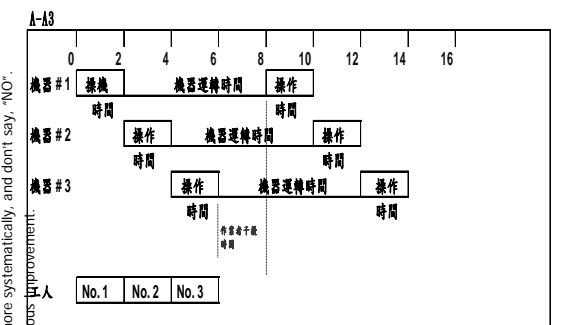 A-A3
0 2 4 6 8 10 12 14 16
機器#1 操機 機器運轉時間 操作
時間 時間
機器#2 操作 機器運轉時間 操作
時間 時間
機器#3 操作 機器運轉時間 操作
時間 時間
作業者干涉
時間
工人 No.1 No.2 No.3
more systematically, and don't say, "NO".
ous improvement.